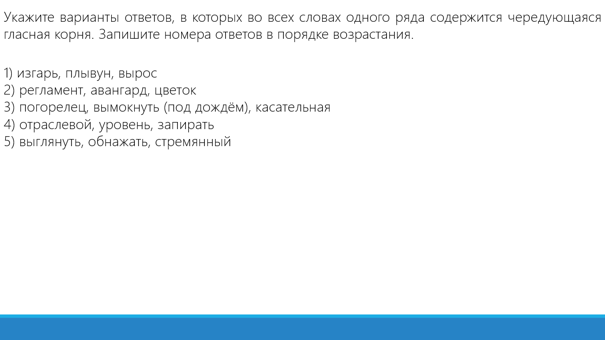 Укажите варианты ответов, в которых во всех словах одного ряда содержится чередующаяся
гласная корня. Запишите номера ответов в порядке возрастания.
1) изгарь, плывун, вырос
2) регламент, авангард, цветок
3) погорелец, вымокнуть (под дождём), касательная
4) отраслевой, уровень, запирать
5) выглянуть, обнажать, стремянный